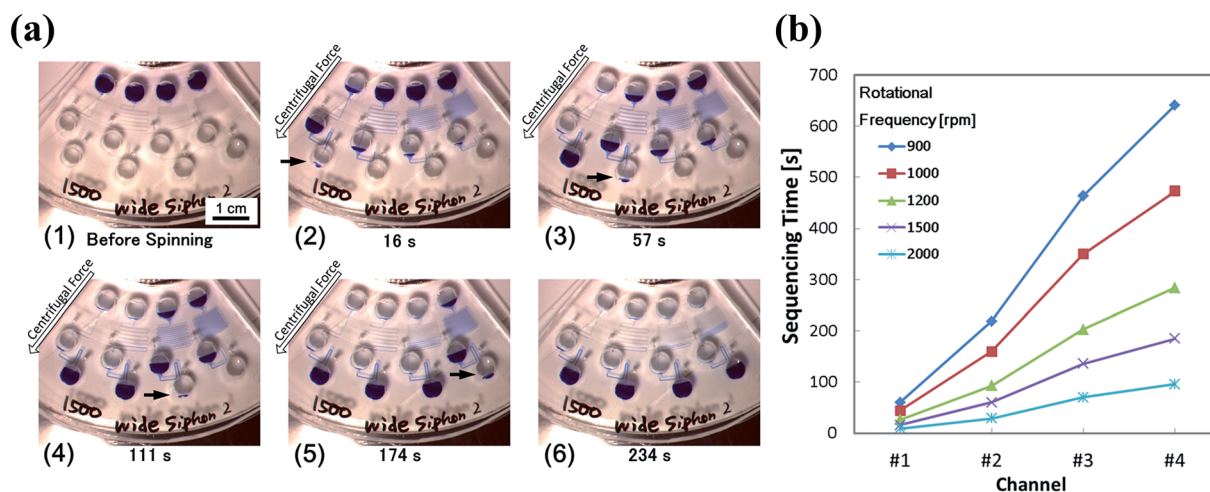 (a)
Centrifugal Force
1500 wide Siphon 2
1 cm
(1) Before Spinning
Centrifugal Force
1500 wide Siphon 2
(2) 16 s
Centrifugal Force
1500 wide Siphon 2
(3) 57 s
Centrifugal Force
1500 wide Siphon 2
(4) 111 s
Centrifugal Force
1500 wide Siphon 2
(5) 174 s
1500 wide Siphon 2
(6) 234 s
(b)
Sequencing Time [s]
700
600
500
400
300
200
100
0
Rotational
Frequency [rpm]
900
1000
1200
1500
2000
#1 #2 #3 #4
Channel